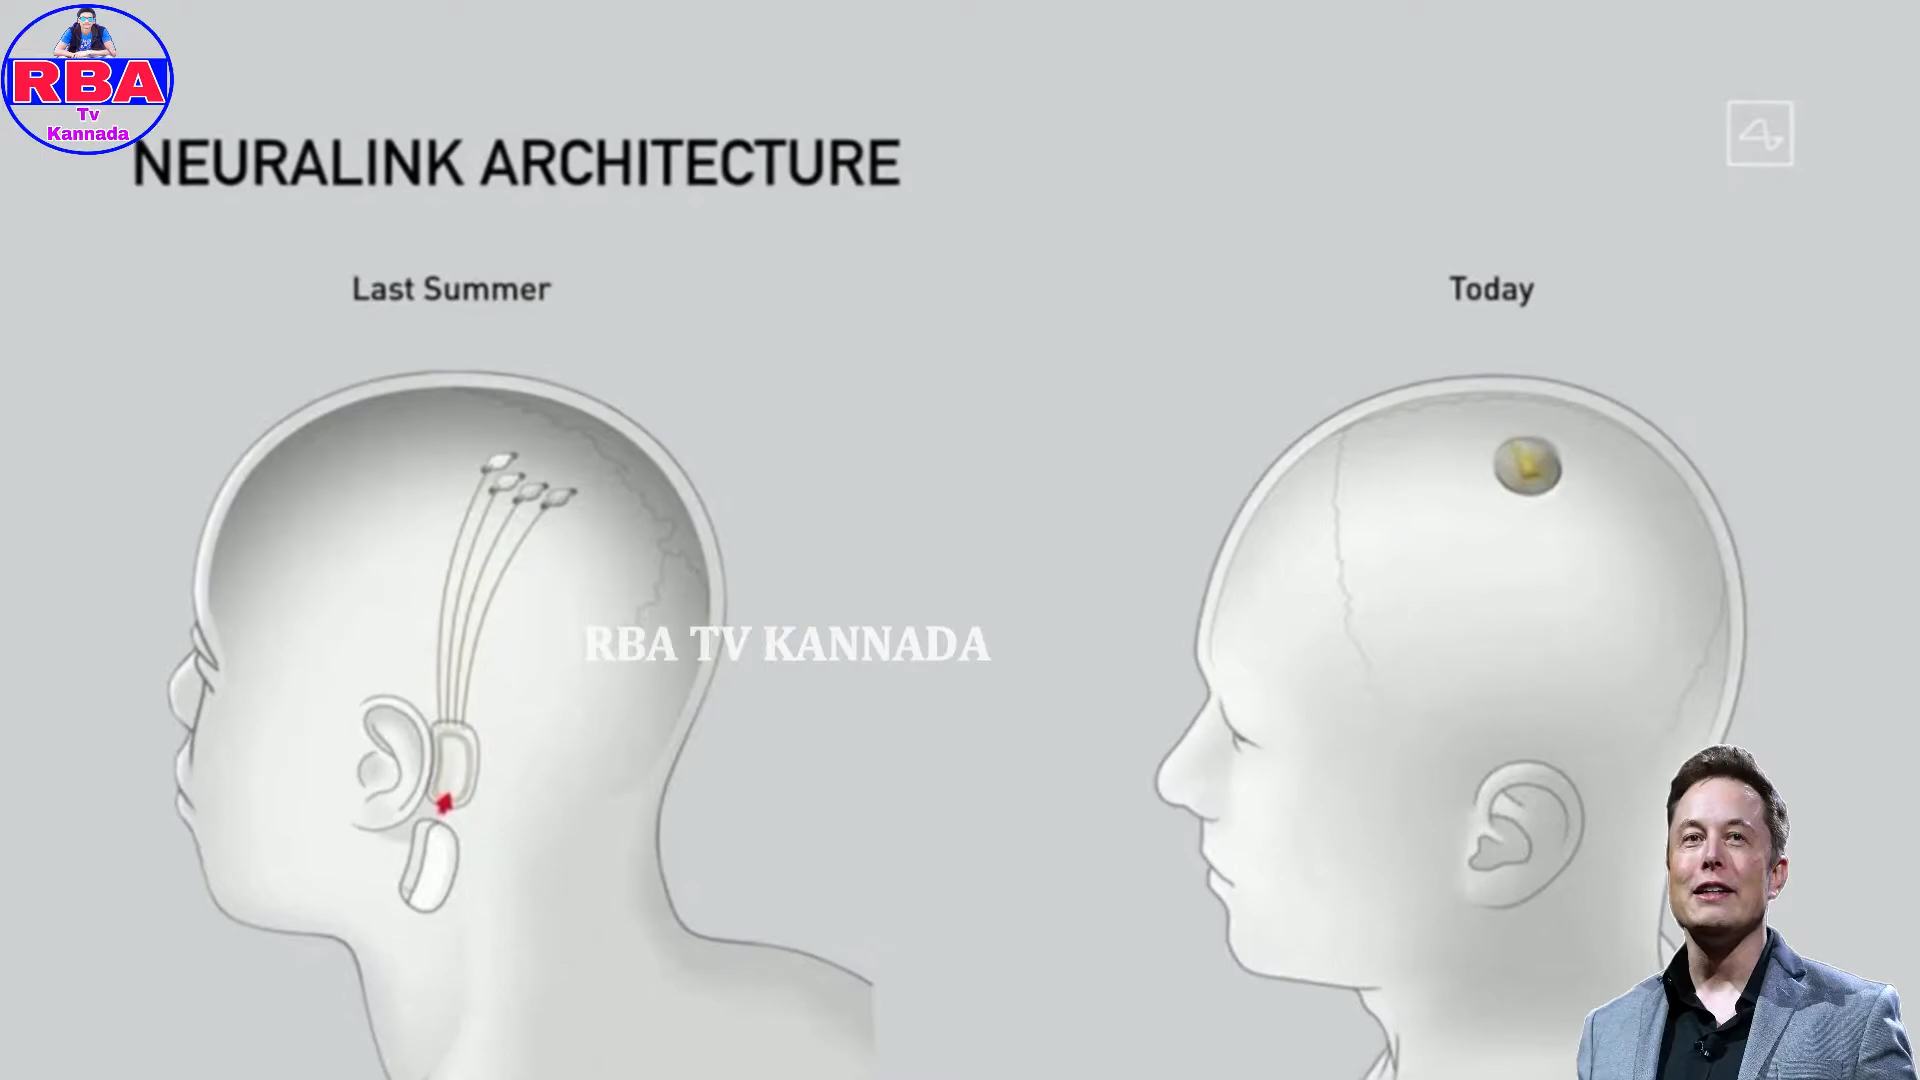 RBA
Tv
Kannada
NEURALINK ARCHITECTURE
Last Summer
Today
RBA TV KANNADA